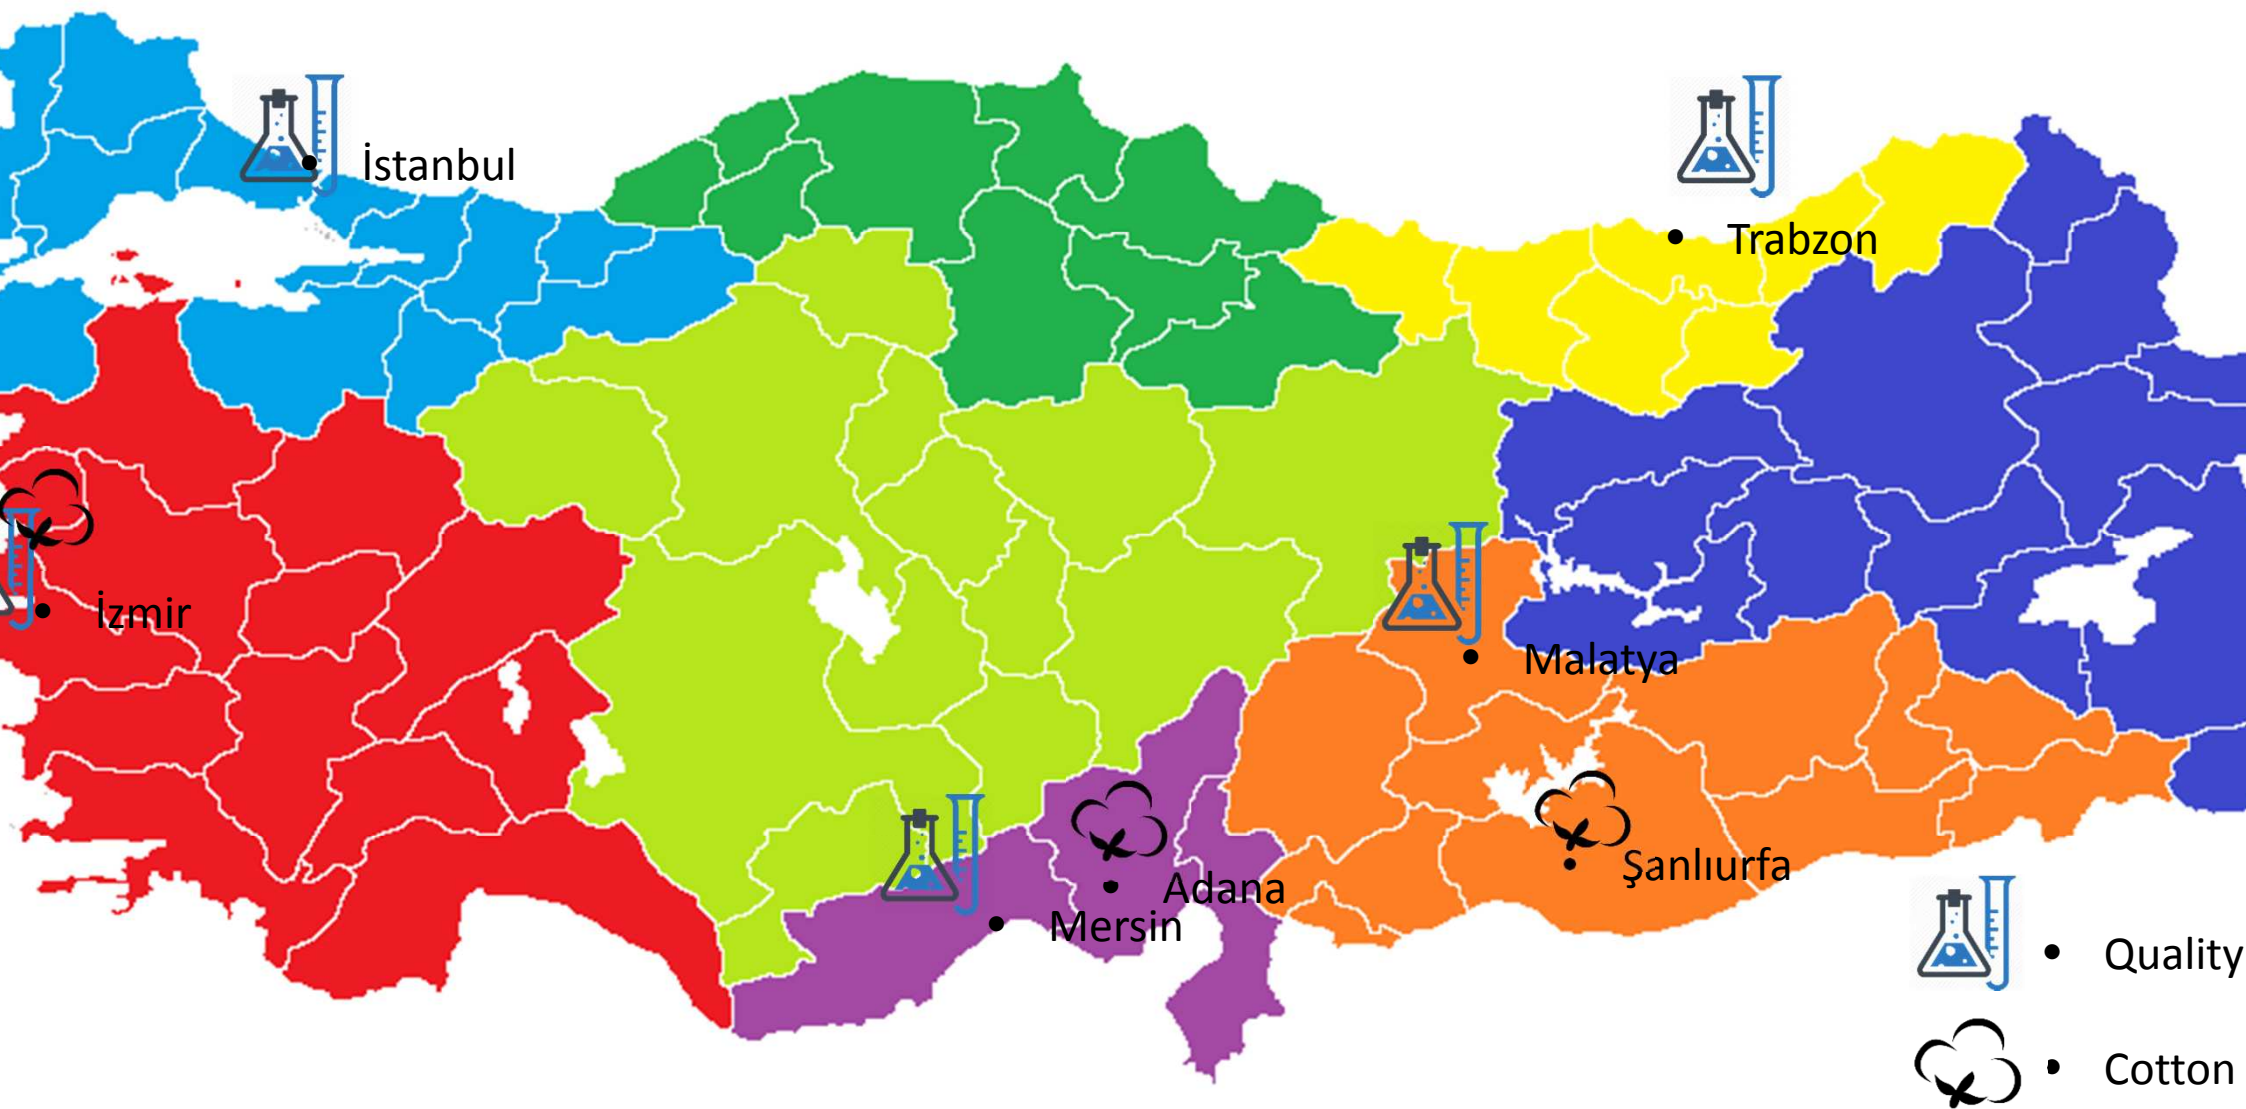 İstanbul
• Trabzon
• İzmir
• Malatya
• Şanlıurfa
• Adana
• Mersin
• Quality
• Cotton